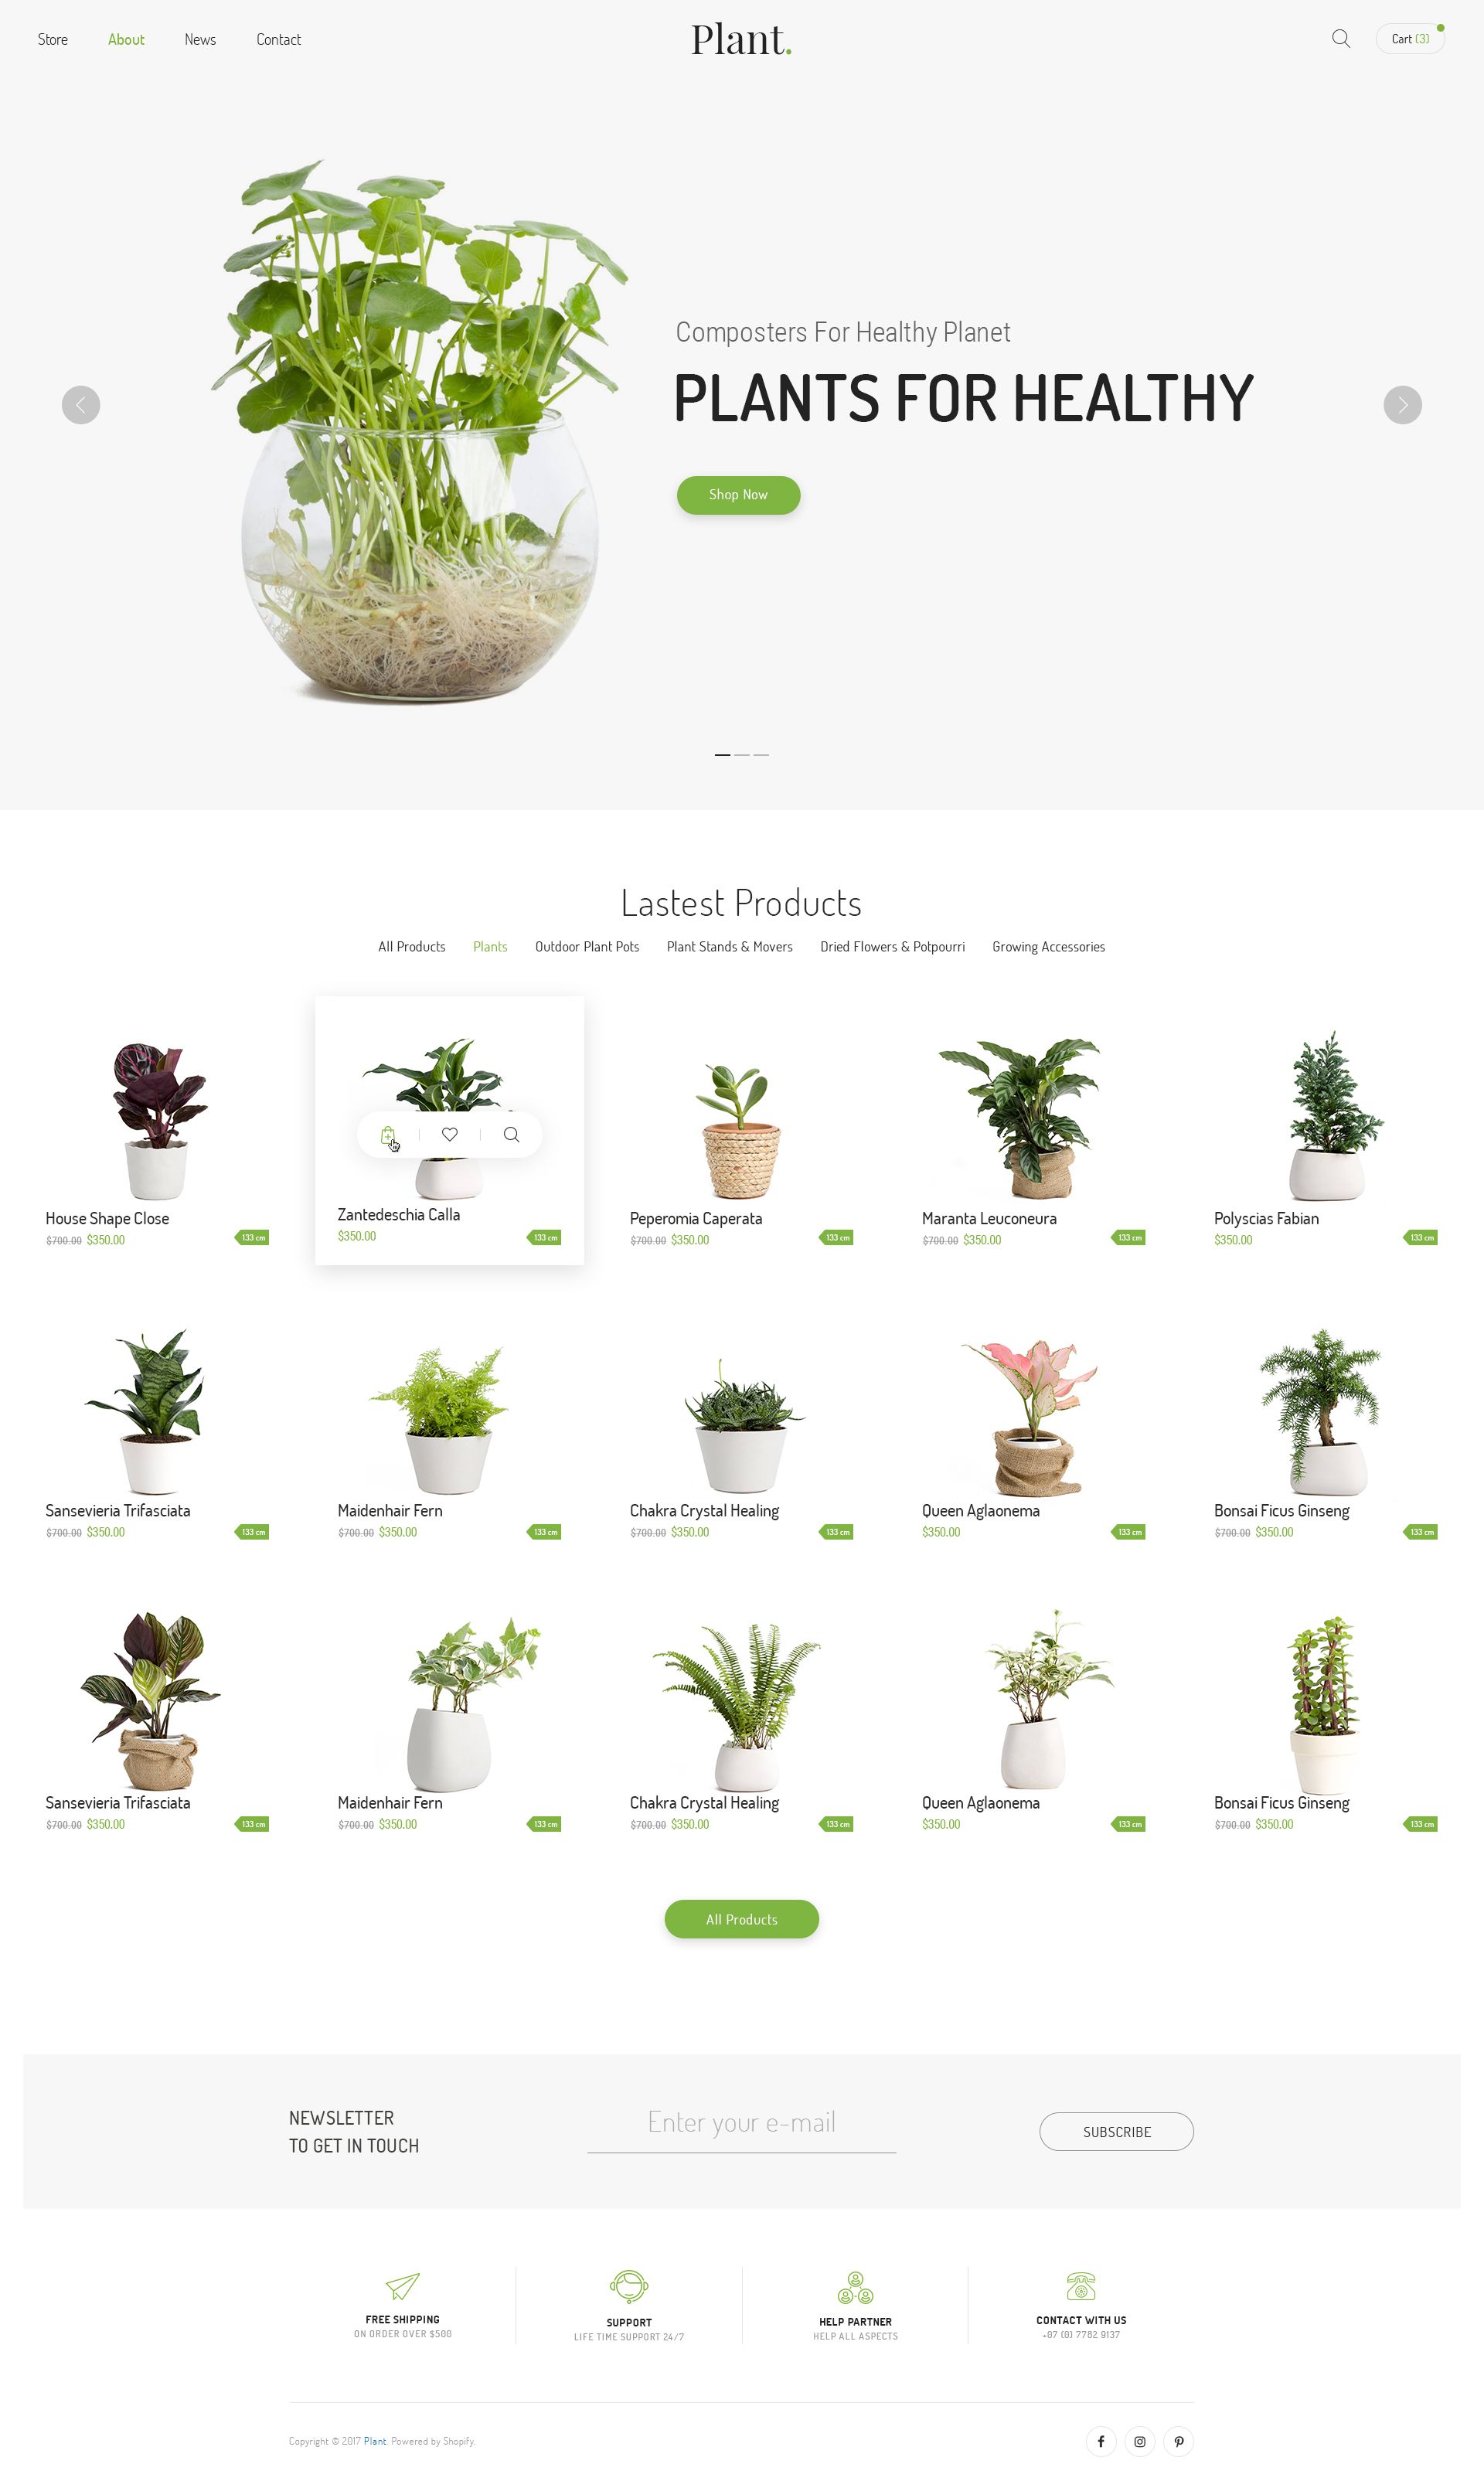 Store About News Contact Plant. Cart (3)
Composters For Healthy Planet
PLANTS FOR HEALTHY
Shop Now
Lastest Products
All Products Plants Outdoor Plant Pots Plant Stands & Movers Dried Flowers & Potpourri Growing Accessories
House Shape Close
$700.00 $350.00 133 cm
Zantedeschia Calla
$350.00 133 cm
Peperomia Caperata
$700.00 $350.00 133 cm
Maranta Leuconeura
$700.00 $350.00 133 cm
Polyscias Fabian
$350.00 133 cm
Sansevieria Trifasciata
$700.00 $350.00 133 cm
Maidenhair Fern
$700.00 $350.00 133 cm
Chakra Crystal Healing
$700.00 $350.00 133 cm
Queen Aglaonema
$350.00 133 cm
Bonsai Ficus Ginseng
$700.00 $350.00 133 cm
Sansevieria Trifasciata
$700.00 $350.00 133 cm
Maidenhair Fern
$700.00 $350.00 133 cm
Chakra Crystal Healing
$700.00 $350.00 133 cm
Queen Aglaonema
$350.00 133 cm
Bonsai Ficus Ginseng
$700.00 $350.00 133 cm
All Products
NEWSLETTER
TO GET IN TOUCH
Enter your e-mail
SUBSCRIBE
FREE SHIPPING
ON ORDER OVER $500
SUPPORT
LIFE TIME SUPPORT 24/7
HELP PARTNER
HELP ALL ASPECTS
CONTACT WITH US
+07 (0) 7782 9137
Copyright © 2017 Plant. Powered by Shopify.